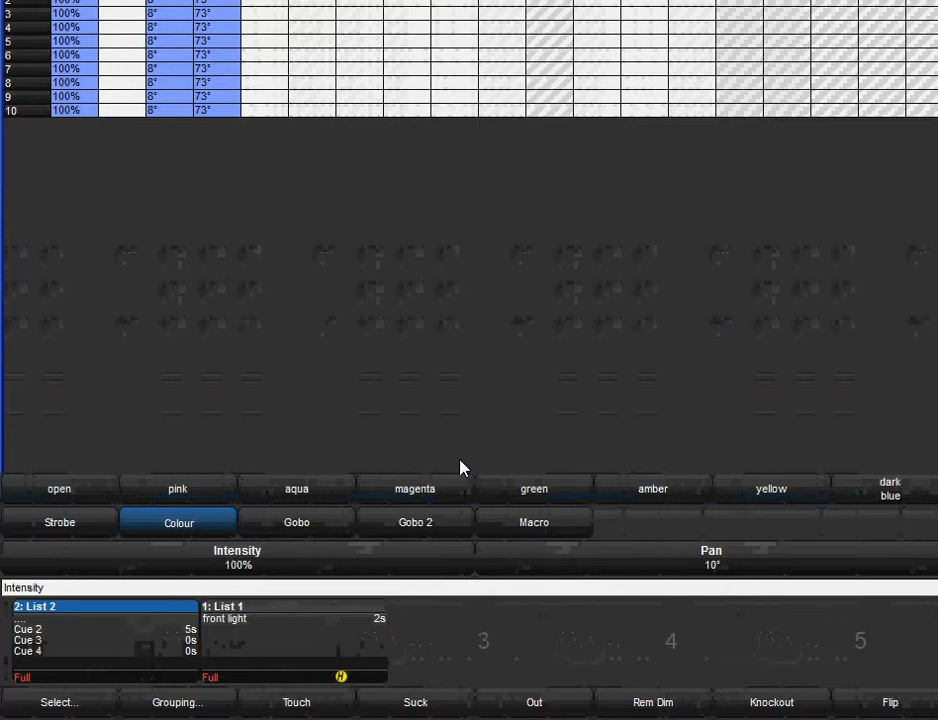 2 100% 8° 73°
3 100% 8° 73°
4 100% 8° 73°
5 100% 8° 73°
6 100% 8° 73°
7 100% 8° 73°
8 100% 8° 73°
9 100% 8° 73°
10 100% 8° 73°
open pink aqua magenta green amber yellow dark
blue
Strobe Colour Gobo Gobo 2 Macro
Intensity Pan
100% 10°
Intensity
2: List 2 1: List 1
.... front light 2s
Cue 2 5s
Cue 3 0s 3 4 5
Cue 4 0s
Full Full H
Select... Grouping... Touch Suck Out Rem Dim Knockout Flip